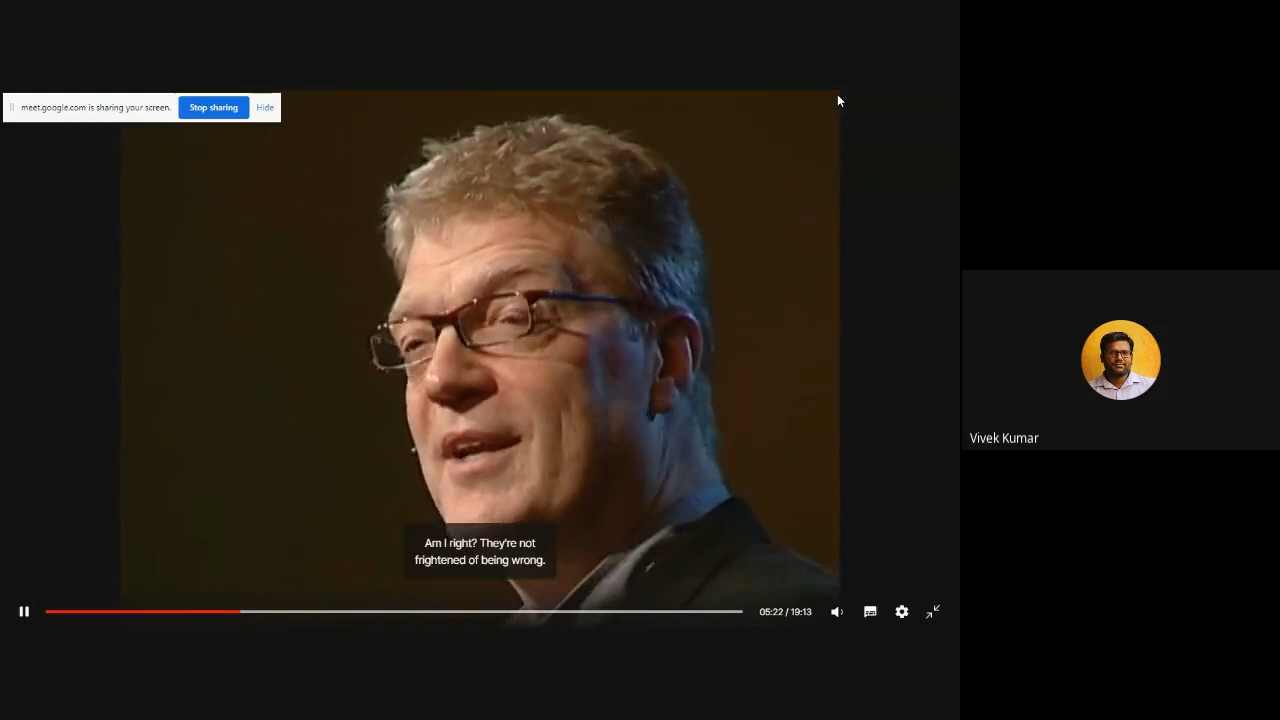 meet.google.com is sharing your screen. Stop sharing Hide
Am I right? They're not
frightened of being wrong.
05:22 / 19:13
Vivek Kumar